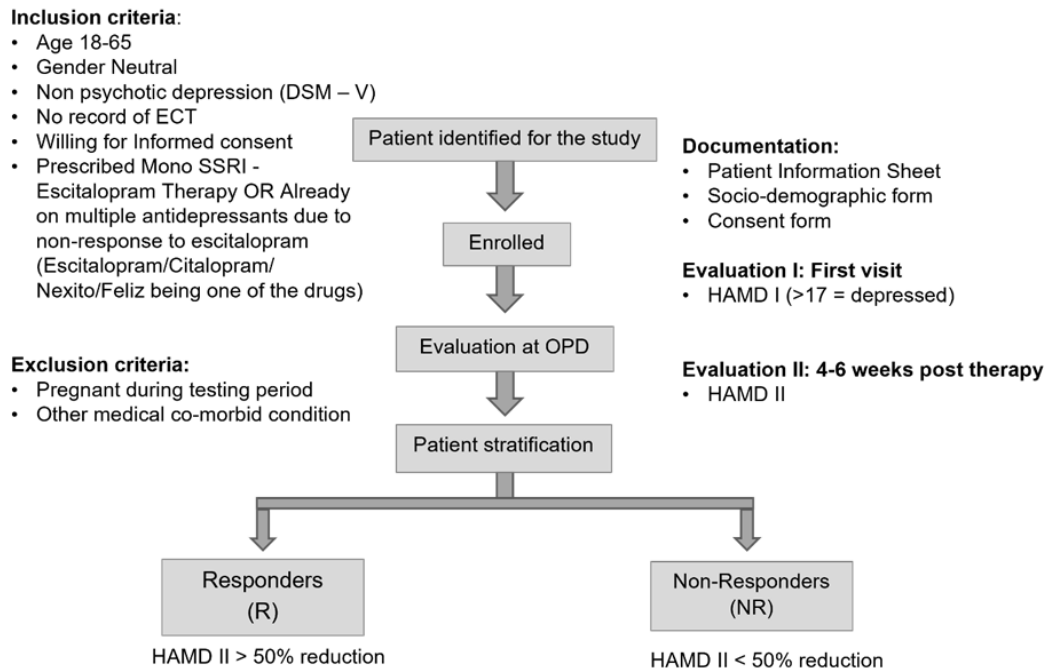 Inclusion criteria:
• Age 18-65
• Gender Neutral
• Non psychotic depression (DSM – V)
• No record of ECT
• Willing for Informed consent
• Prescribed Mono SSRI -
Escitalopram Therapy OR Already
on multiple antidepressants due to
non-response to escitalopram
(Escitalopram/Citalopram/
Nexito/Feliz being one of the drugs)
Exclusion criteria:
• Pregnant during testing period
• Other medical co-morbid condition
Patient identified for the study
Enrolled
Evaluation at OPD
Patient stratification
Documentation:
• Patient Information Sheet
• Socio-demographic form
• Consent form
Evaluation I: First visit
• HAMD I (>17 = depressed)
Evaluation II: 4-6 weeks post therapy
• HAMD II
Responders
(R)
HAMD II > 50% reduction
Non-Responders
(NR)
HAMD II < 50% reduction